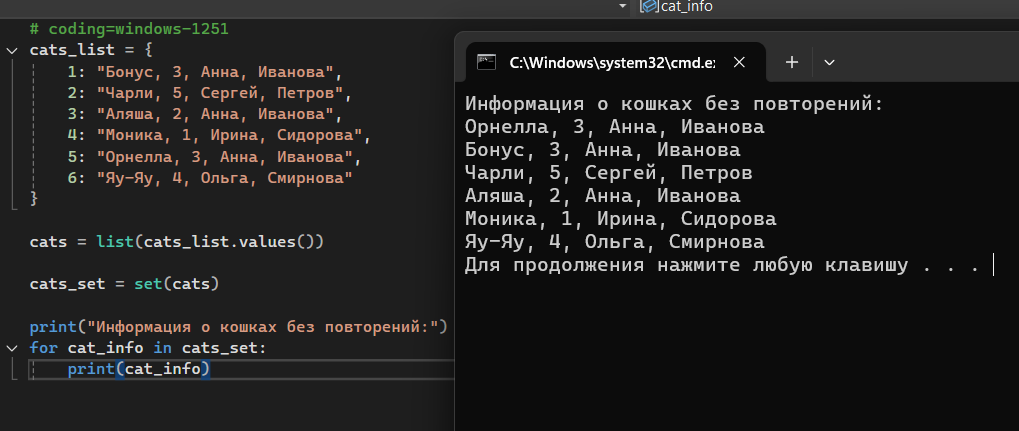 cat_info
# coding=windows-1251
cats_list = {
1: "Бонус, 3, Анна, Иванова",
2: "Чарли, 5, Сергей, Петров",
3: "Аляша, 2, Анна, Иванова",
4: "Моника, 1, Ирина, Сидорова",
5: "Орнелла, 3, Анна, Иванова",
6: "Яу-Яу, 4, Ольга, Смирнова"
}
cats = list(cats_list.values())
cats_set = set(cats)
print("Информация о кошках без повторений:")
for cat_info in cats_set:
print(cat_info)
C:\Windows\system32\cmd.e
Информация о кошках без повторений:
Орнелла, 3, Анна, Иванова
Бонус, 3, Анна, Иванова
Чарли, 5, Сергей, Петров
Аляша, 2, Анна, Иванова
Моника, 1, Ирина, Сидорова
Яу-Яу, 4, Ольга, Смирнова
Для продолжения нажмите любую клавишу . . .